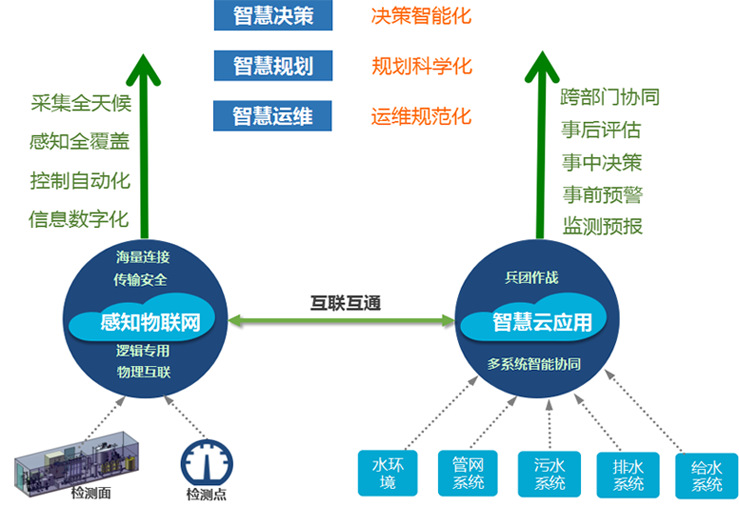 智慧决策 决策智能化
智慧规划 规划科学化
智慧运维 运维规范化
采集全天候
感知全覆盖
控制自动化
信息数字化
跨部门协同
事后评估
事中决策
事前预警
监测预报
海量连接
传输安全
感知物联网
逻辑专用
物理互联
互联互通
兵团作战
智慧云应用
多系统智能协同
检测面
检测点
水环
境
管网
系统
污水
系统
排水
系统
给水
系统